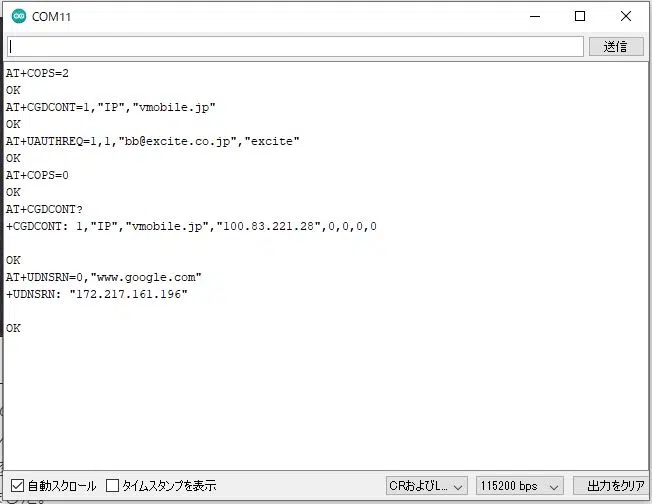 COM11
送信
AT+COPS=2
OK
AT+CGDCONT=1,"IP","vmobile.jp"
OK
AT+UAUTHREQ=1,1,"bb@excite.co.jp","excite"
OK
AT+COPS=0
OK
AT+CGDCONT?
+CGDCONT: 1,"IP","vmobile.jp","100.83.221.28",0,0,0,0
OK
AT+UDNSRN=0,"www.google.com"
+UDNSRN: "172.217.161.196"
OK
自動スクロール タイムスタンプを表示 CRおよびL... 115200 bps 出力をクリア